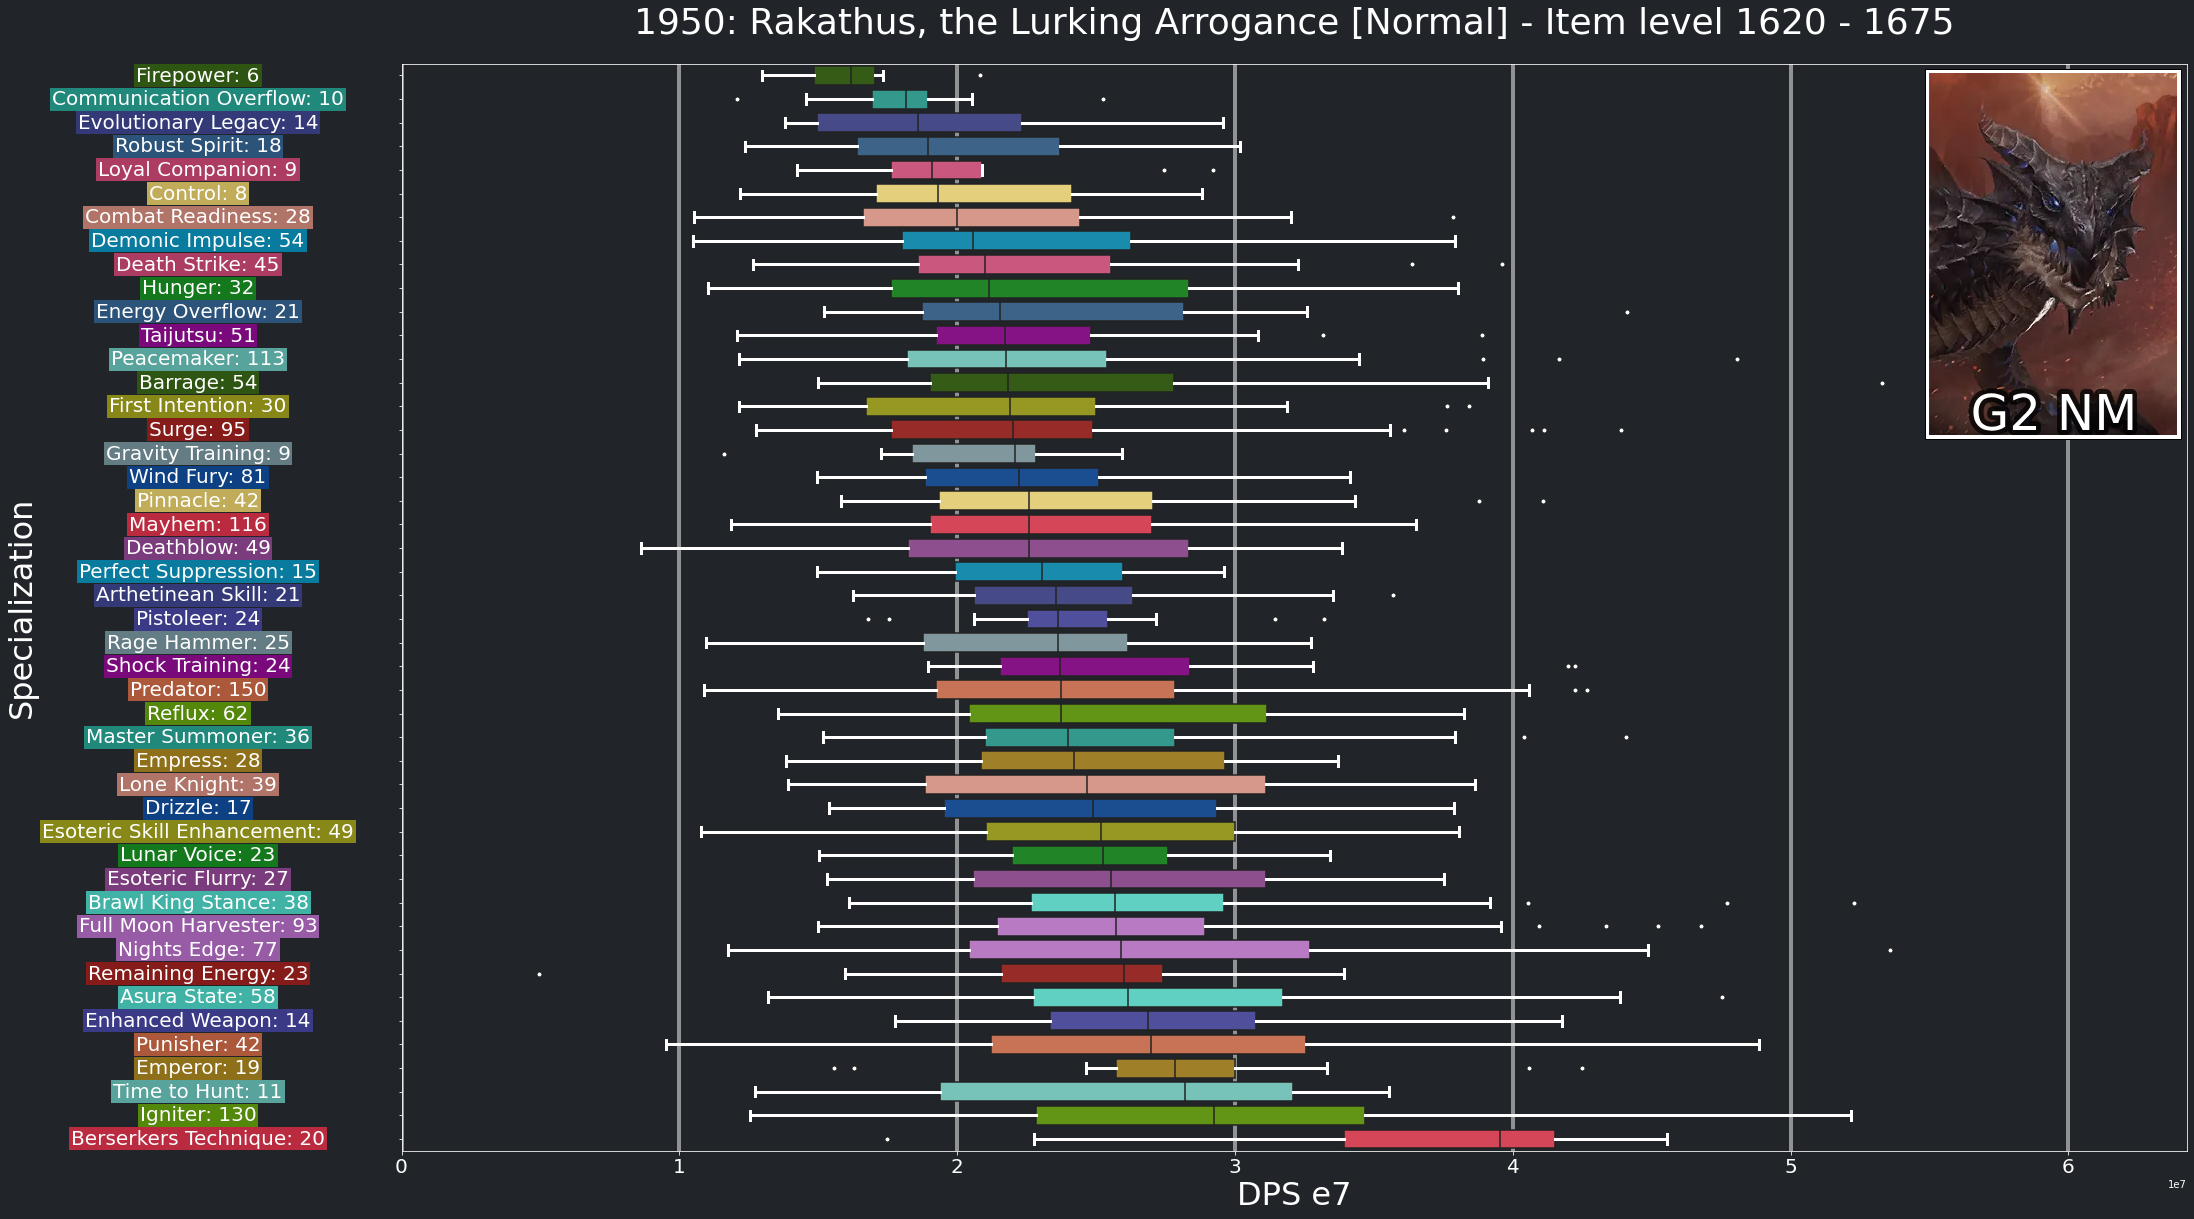 1950: Rakathus, the Lurking Arrogance [Normal] - Item level 1620 - 1675
Firepower: 6
Communication Overflow: 10
Evolutionary Legacy: 14
Robust Spirit: 18
Loyal Companion: 9
Control: 8
Combat Readiness: 28
Demonic Impulse: 54
Death Strike: 45
Hunger: 32
Energy Overflow: 21
Taijutsu: 51
Peacemaker: 113
Barrage: 54
First Intention: 30
Surge: 95
Gravity Training: 9
Wind Fury: 81
Pinnacle: 42
Mayhem: 116
Deathblow: 49
Perfect Suppression: 15
Arthetinean Skill: 21
Pistoleer: 24
Rage Hammer: 25
Shock Training: 24
Predator: 150
Reflux: 62
Master Summoner: 36
Empress: 28
Lone Knight: 39
Drizzle: 17
Esoteric Skill Enhancement: 49
Lunar Voice: 23
Esoteric Flurry: 27
Brawl King Stance: 38
Full Moon Harvester: 93
Nights Edge: 77
Remaining Energy: 23
Asura State: 58
Enhanced Weapon: 14
Punisher: 42
Emperor: 19
Time to Hunt: 11
Igniter: 130
Berserkers Technique: 20
Specialization
G2 NM
0 1 2 3 4 5 6
DPS e7
1e7